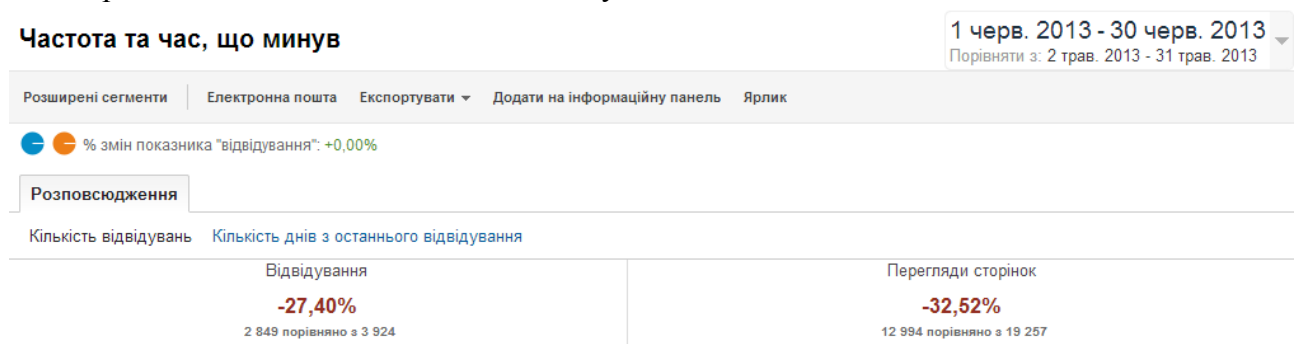 Частота та час, що минув
1 черв. 2013 - 30 черв. 2013
Порівняти з: 2 трав. 2013 - 31 трав. 2013
Розширені сегменти Електронна пошта Експортувати Додати на інформаційну панель Ярлик
% змін показника "відвідування": +0,00%
Розповсюдження
Кількість відвідувань Кількість днів з останнього відвідування
Відвідування Перегляди сторінок
-27,40% -32,52%
2 849 порівняно з 3 924 12 994 порівняно з 19 257